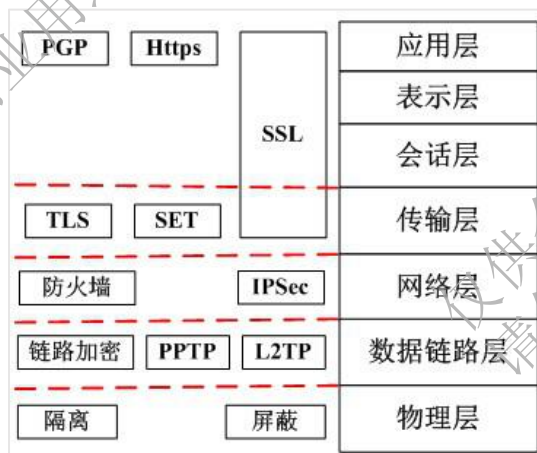 PGP Https 应用层
表示层
SSL
会话层
TLS SET 传输层
防火墙 IPSec 网络层
链路加密 PPTP L2TP 数据链路层
隔离 屏蔽 物理层